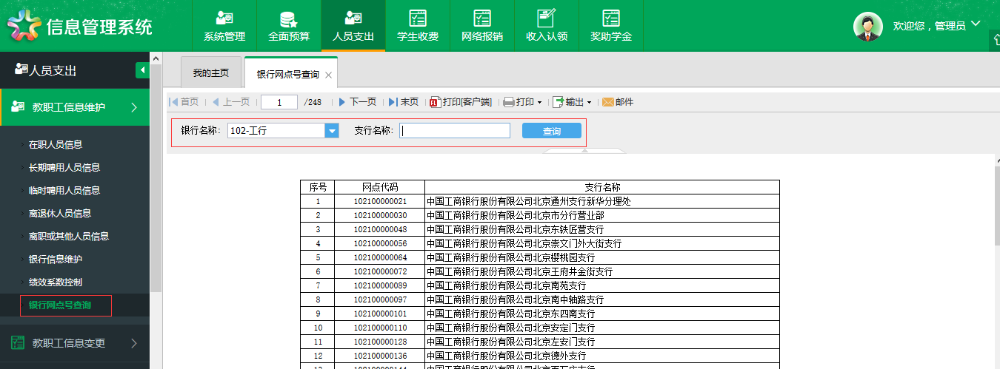 信息管理系统
系统管理 全面预算 人员支出 学生收费 网络报销 收入认领 奖助学金
欢迎您，管理员
人员支出
教职工信息维护
在职人员信息
长期聘用人员信息
临时聘用人员信息
离退休人员信息
离职或其他人员信息
银行信息维护
绩效系数控制
银行网点号查询
教职工信息变更
我的主页 银行网点号查询
首页 上一页 1 /248 下一页 末页 打印[客户端] 打印 输出 邮件
银行名称: 102-工行 支行名称: 查询
序号 网点代码 支行名称
1 102100000021 中国工商银行股份有限公司北京通州支行新华分理处
2 102100000030 中国工商银行股份有限公司北京市分行营业部
3 102100000048 中国工商银行股份有限公司北京东铁匠营支行
4 102100000056 中国工商银行股份有限公司北京崇文门外大街支行
5 102100000064 中国工商银行股份有限公司北京樱桃园支行
6 102100000072 中国工商银行股份有限公司北京王府井金街支行
7 102100000089 中国工商银行股份有限公司北京南苑支行
8 102100000097 中国工商银行股份有限公司北京南中轴路支行
9 102100000101 中国工商银行股份有限公司北京东四南支行
10 102100000110 中国工商银行股份有限公司北京安定门支行
11 102100000128 中国工商银行股份有限公司北京左安门支行
12 102100000136 中国工商银行股份有限公司北京德外支行